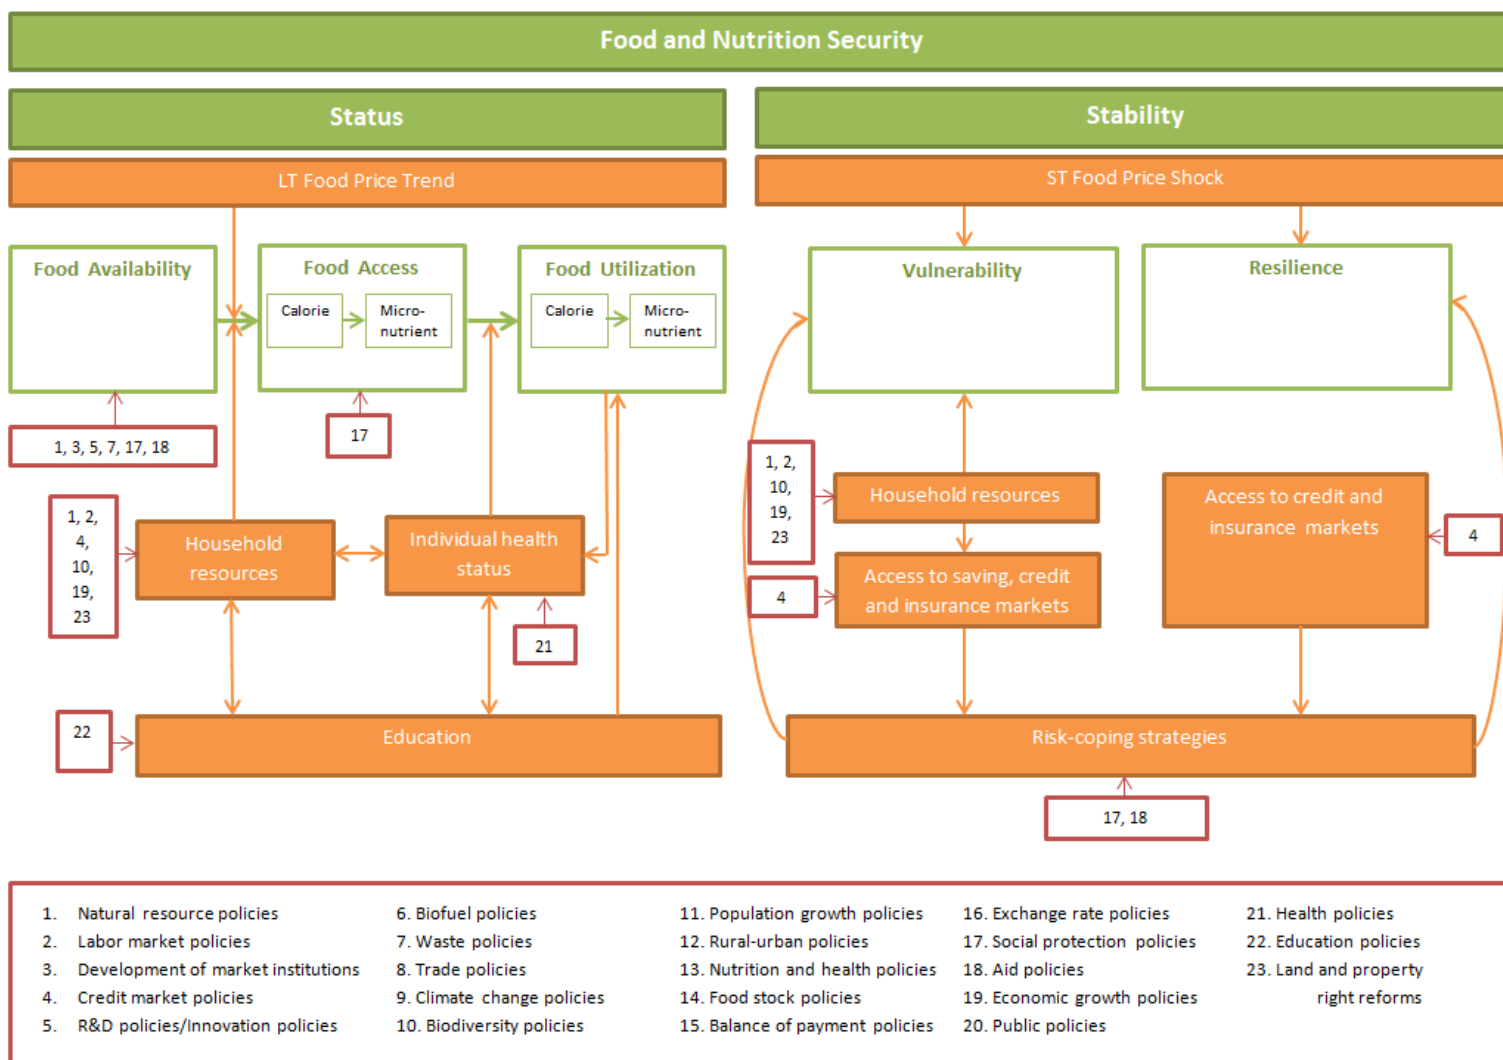 Food and Nutrition Security
Status
Stability
LT Food Price Trend
ST Food Price Shock
Food Availability
Food Access
Calorie
Micro-
nutrient
Food Utilization
Calorie
Micro-
nutrient
Vulnerability
Resilience
1, 3, 5, 7, 17, 18
17
1, 2,
4,
10,
19,
23
Household
resources
Individual health
status
21
22
Education
1, 2,
10,
19,
23
Household resources
4
Access to saving, credit
and insurance markets
Access to credit and
insurance markets
4
Risk-coping strategies
17, 18
1. Natural resource policies
2. Labor market policies
3. Development of market institutions
4. Credit market policies
5. R&D policies/Innovation policies
6. Biofuel policies
7. Waste policies
8. Trade policies
9. Climate change policies
10. Biodiversity policies
11. Population growth policies
12. Rural-urban policies
13. Nutrition and health policies
14. Food stock policies
15. Balance of payment policies
16. Exchange rate policies
17. Social protection policies
18. Aid policies
19. Economic growth policies
20. Public policies
21. Health policies
22. Education policies
23. Land and property
right reforms